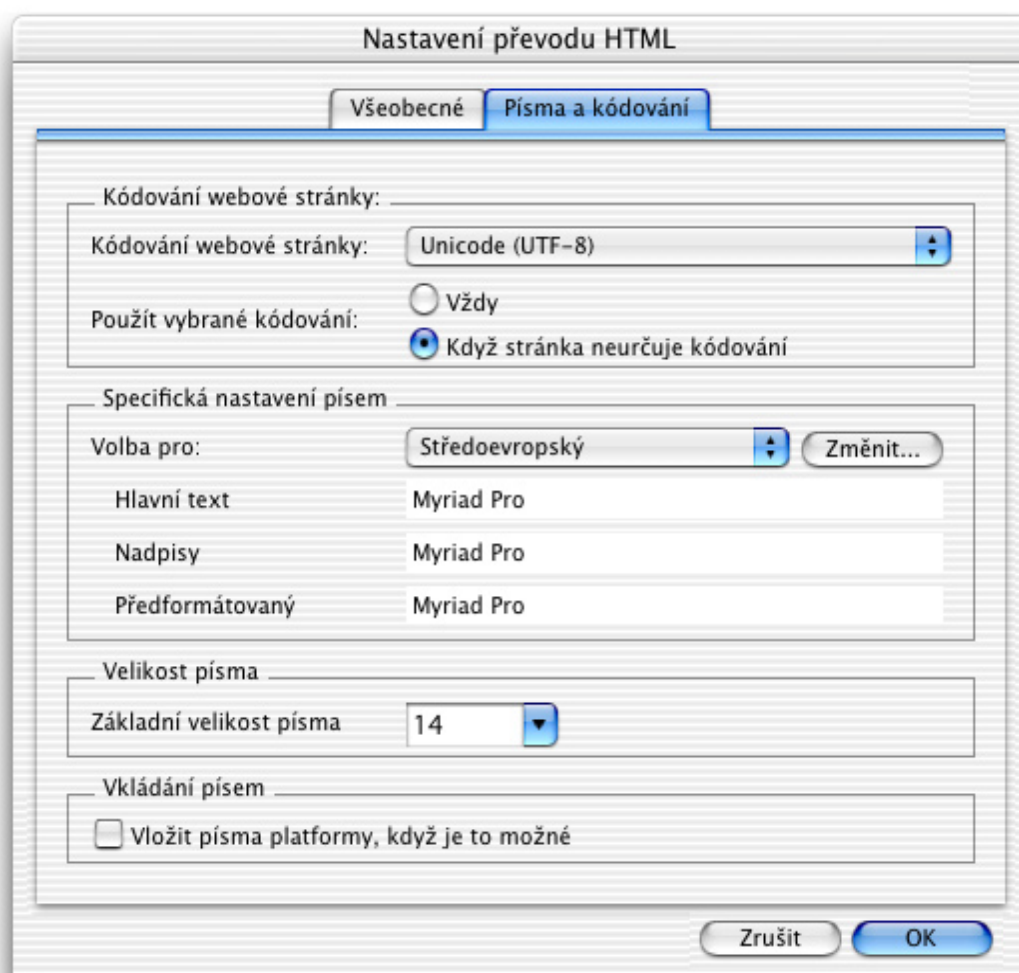 Nastavení převodu HTML
Všeobecné Písma a kódování
Kódování webové stránky:
Kódování webové stránky: Unicode (UTF-8)
Použít vybrané kódování:
Vždy
Když stránka neurčuje kódování
Specifická nastavení písem
Volba pro: Středoevropský Změnit...
Hlavní text Myriad Pro
Nadpisy Myriad Pro
Předformátovaný Myriad Pro
Velikost písma
Základní velikost písma 14
Vkládání písem
Vložit písma platformy, když je to možné
Zrušit OK